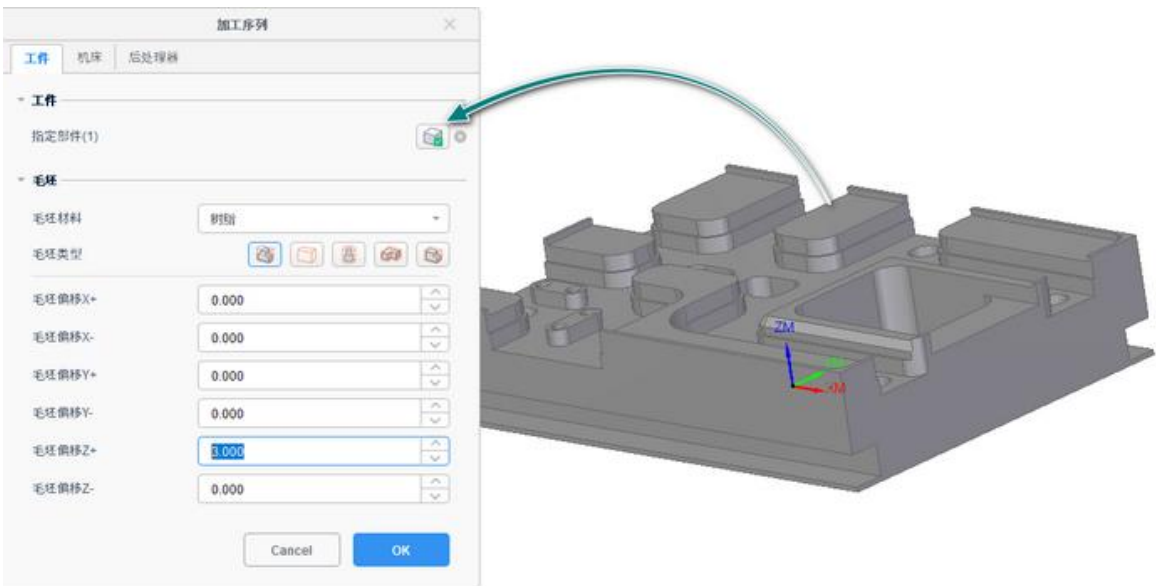 加工序列
工件 机床 后处理器
工件
指定部件(1)
毛坯
毛坯材料 树脂
毛坯类型
毛坯偏移X+ 0.000
毛坯偏移X- 0.000
毛坯偏移Y+ 0.000
毛坯偏移Y- 0.000
毛坯偏移Z+ 3.000
毛坯偏移Z- 0.000
Cancel OK
ZM
XM